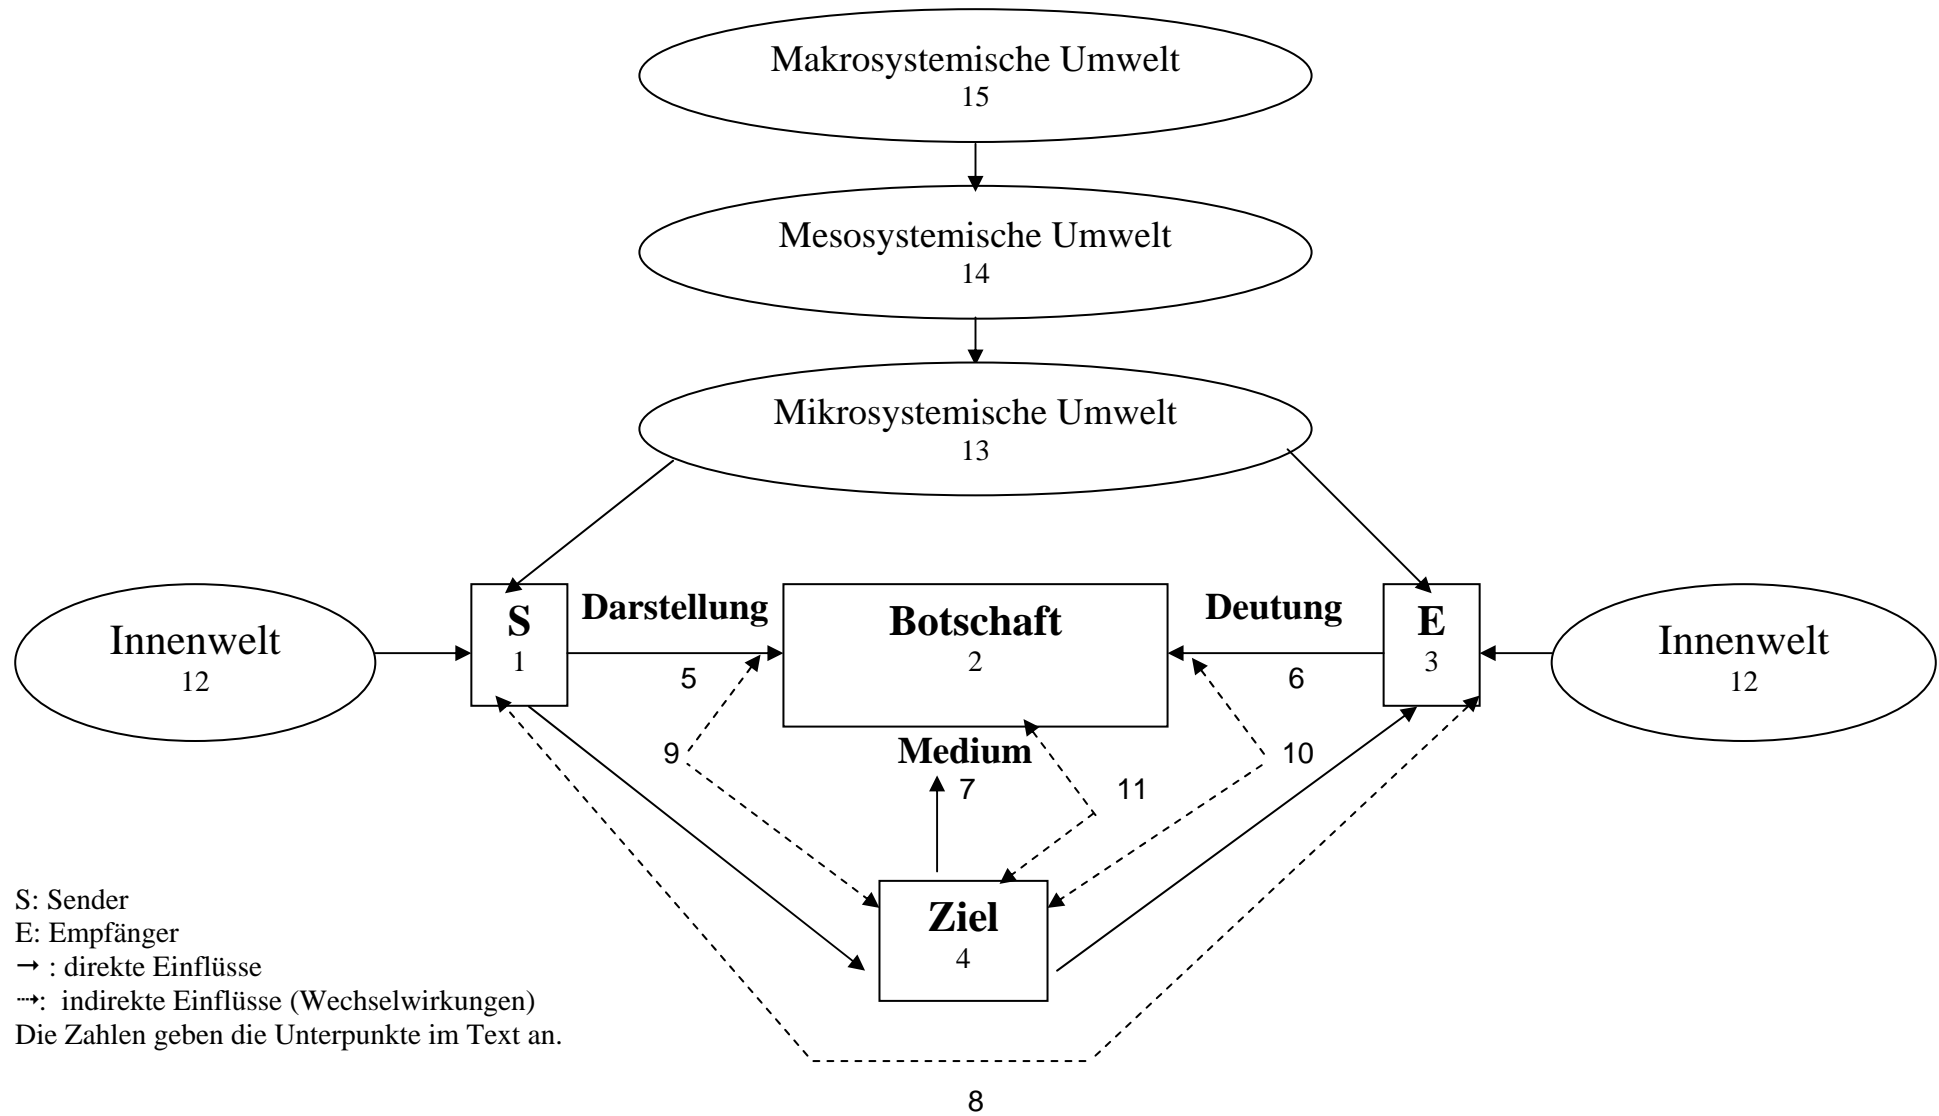 Makrosystemische Umwelt
15
Mesosystemische Umwelt
14
Mikrosystemische Umwelt
13
Innenwelt
12
S
1
Darstellung
5
Botschaft
2
Deutung
6
E
3
Innenwelt
12
9
Medium
7
11
10
Ziel
4
8
S: Sender
E: Empfänger
→ : direkte Einflüsse
⇢: indirekte Einflüsse (Wechselwirkungen)
Die Zahlen geben die Unterpunkte im Text an.